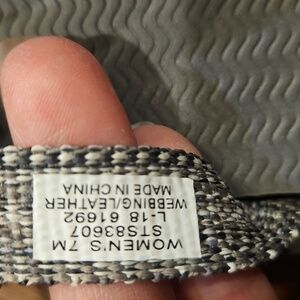 WOMEN'S 7M
STS83607
L-18 61692
WEBBING/LEATHER
MADE IN CHINA